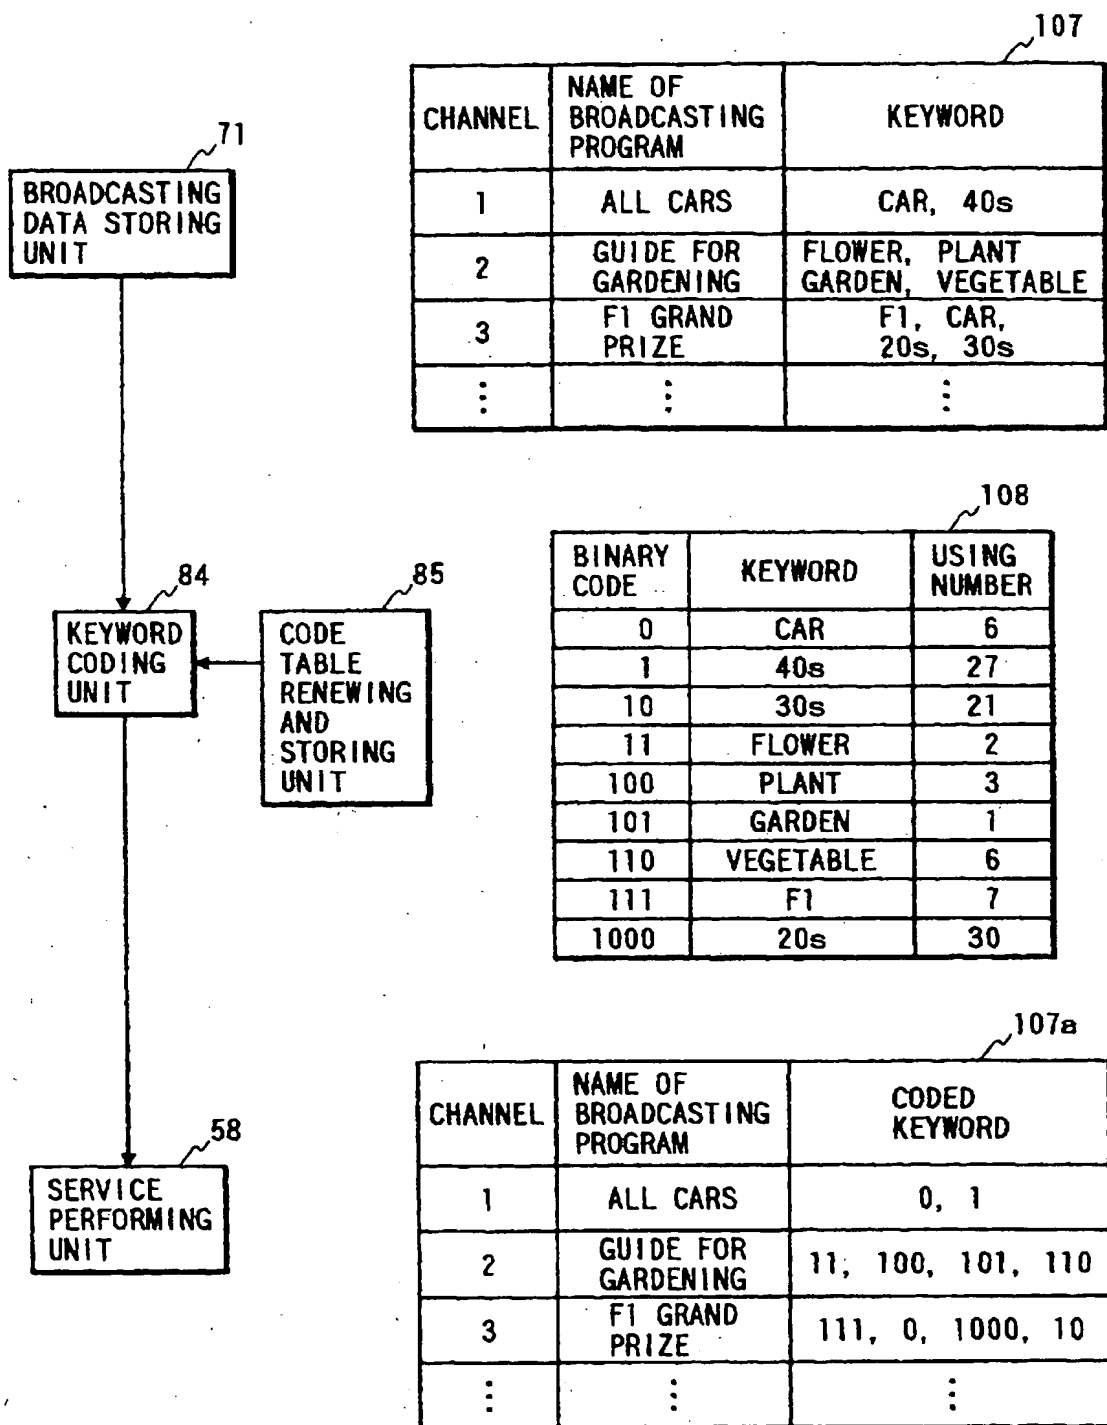 107
CHANNEL
NAME OF
BROADCASTING
PROGRAM
KEYWORD
1
ALL CARS
CAR, 40s
2
GUIDE FOR
GARDENING
FLOWER, PLANT
GARDEN, VEGETABLE
3
F1 GRAND
PRIZE
F1, CAR,
20s, 30s
71
BROADCASTING
DATA STORING
UNIT
108
BINARY
CODE
KEYWORD
USING
NUMBER
0 CAR 6
1 40s 27
10 30s 21
11 FLOWER 2
100 PLANT 3
101 GARDEN 1
110 VEGETABLE 6
111 F1 7
1000 20s 30
84
KEYWORD
CODING
UNIT
85
CODE
TABLE
RENEWING
AND
STORING
UNIT
107a
CHANNEL
NAME OF
BROADCASTING
PROGRAM
CODED
KEYWORD
1
ALL CARS
0, 1
2
GUIDE FOR
GARDENING
11, 100, 101, 110
3
F1 GRAND
PRIZE
111, 0, 1000, 10
58
SERVICE
PERFORMING
UNIT